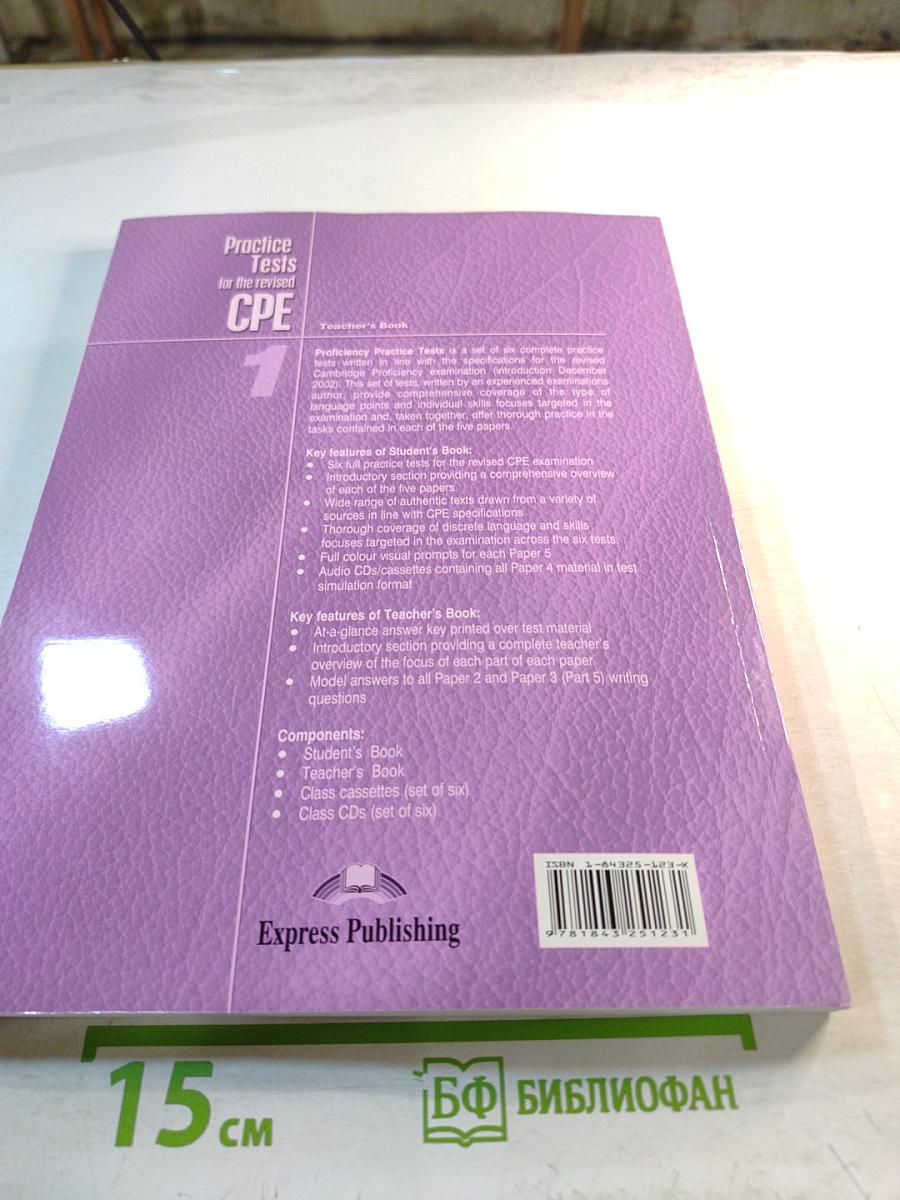 Practice
Tests
for the revised
CPE
1
Teacher's Book
Proficiency Practice Tests is a set of six complete practice
tests written in line with the specifications for the revised
Cambridge Proficiency examination (introduction: December
2002). This set of tests, written by an experienced examinations
author, provide comprehensive coverage of the type of
language points and individual skills focuses targeted in the
examination and, taken together, offer thorough practice in the
tasks contained in each of the five papers.
Key features of Student's Book:
• Six full practice tests for the revised CPE examination
• Introductory section providing a comprehensive overview
of each of the five papers
• Wide range of authentic texts drawn from a variety of
sources in line with CPE specifications
• Thorough coverage of discrete language and skills
focuses targeted in the examination across the six tests.
• Full colour visual prompts for each Paper 5
• Audio CDs/cassettes containing all Paper 4 material in test
simulation format
Key features of Teacher's Book:
• At-a-glance answer key printed over test material
• Introductory section providing a complete teacher's
overview of the focus of each part of each paper
• Model answers to all Paper 2 and Paper 3 (Part 5) writing
questions
Components:
• Student's Book
• Teacher's Book
• Class cassettes (set of six)
• Class CDs (set of six)
Express Publishing
ISBN 1-84325-123-X
9 781843 251231
15 см
БФ БИБЛИОФАН